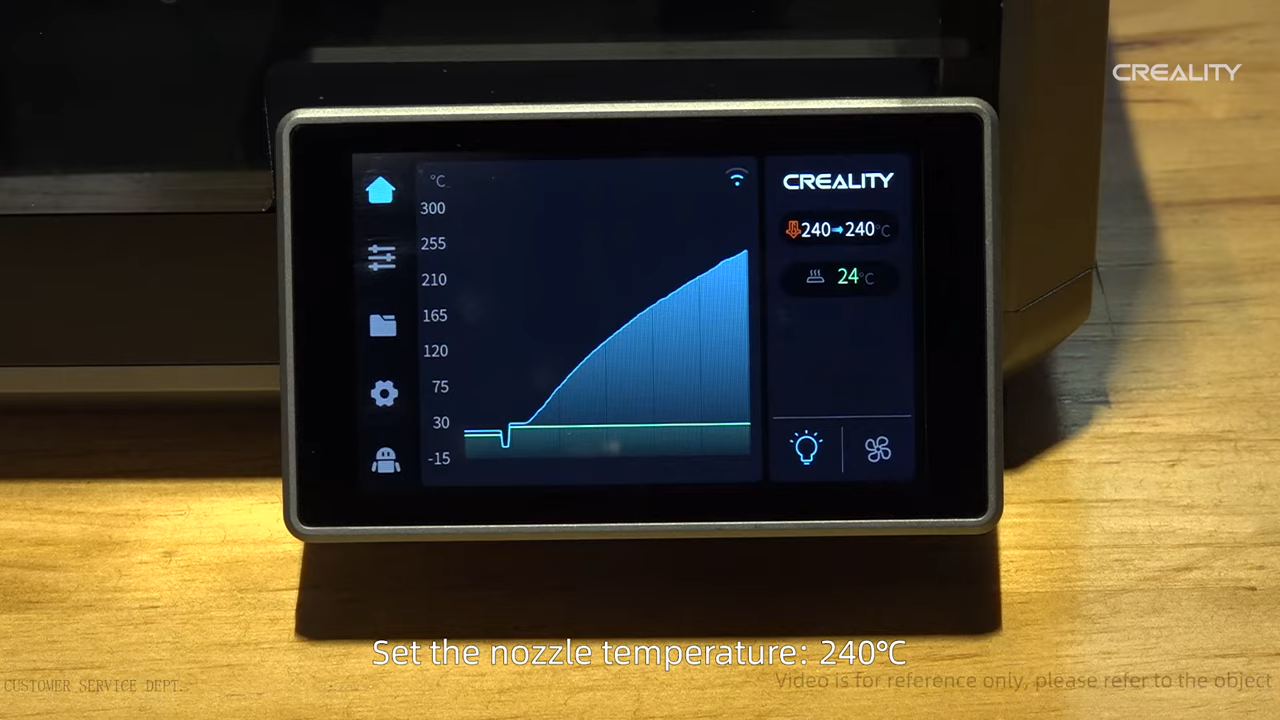 CREALITY
°C
300
255
210
165
120
75
30
-15
CREALITY
240→240°C
24°C
Set the nozzle temperature: 240℃
CUSTOMER SERVICE DEPT.
Video is for reference only, please refer to the object